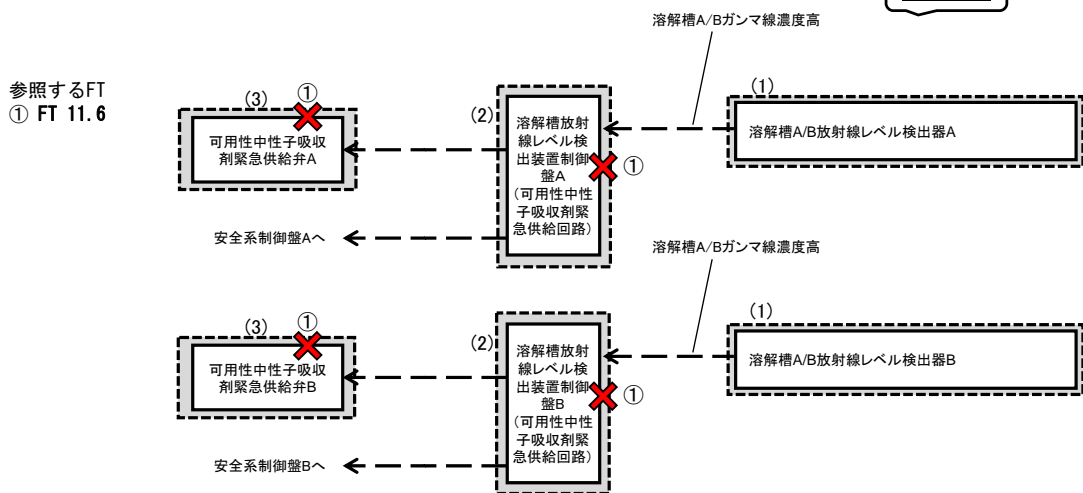 溶解槽A/Bガンマ線濃度高
参照するFT
① FT 11.6
(3)
①
可用性中性子吸収
剤緊急供給弁A
(2)
溶解槽放射
線レベル検
出装置制御
盤A
（可用性中性
子吸収剤緊
急供給回路）
①
(1)
溶解槽A/B放射線レベル検出器A
安全系制御盤Aへ
溶解槽A/Bガンマ線濃度高
(3)
①
可用性中性子吸収
剤緊急供給弁B
(2)
溶解槽放射
線レベル検
出装置制御
盤B
（可用性中性
子吸収剤緊
急供給回路）
①
(1)
溶解槽A/B放射線レベル検出器B
安全系制御盤Bへ